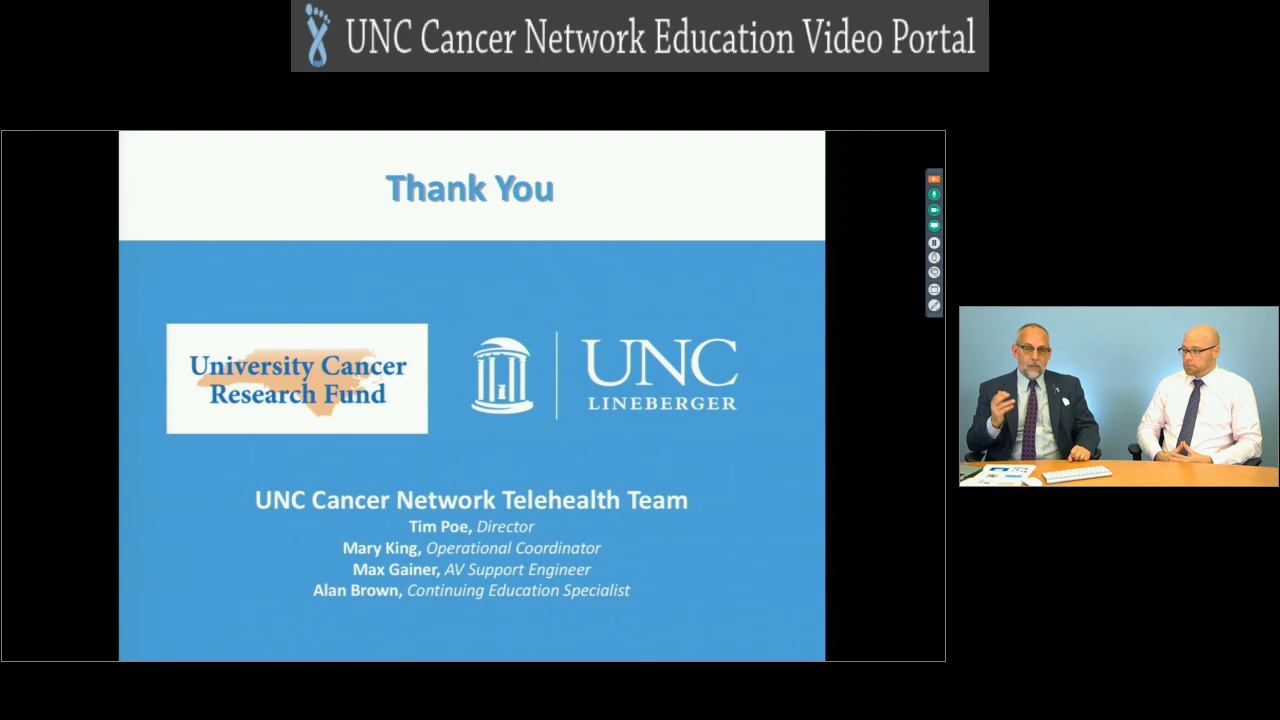 UNC Cancer Network Education Video Portal
Thank You
University Cancer
Research Fund
UNC
LINEBERGER
UNC Cancer Network Telehealth Team
Tim Poe, Director
Mary King, Operational Coordinator
Max Gainer, AV Support Engineer
Alan Brown, Continuing Education Specialist